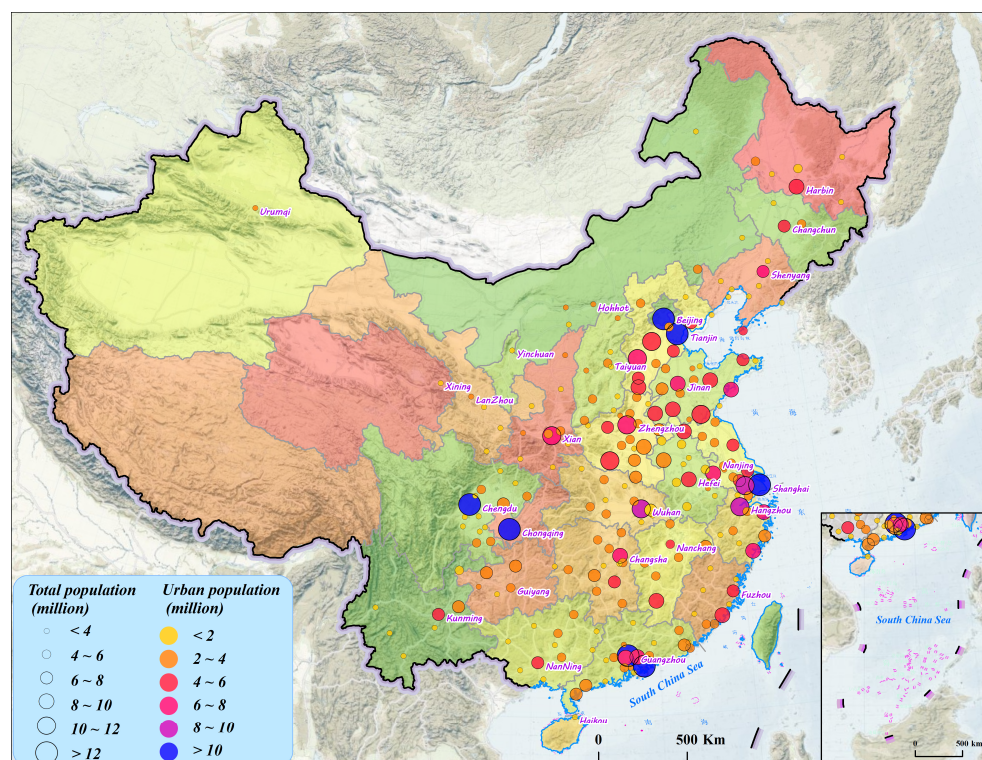 Urumqi
Harbin
Changchun
Shenyang
Hohhot
Beijing
Tianjin
Yinchuan
Taiyuan
Xining
LanZhou
Jinan
Zhengzhou
Xian
Nanjing
Hefei
Shanghai
Chengdu
Wuhan
Hangzhou
Chongqing
Changsha
Nanchang
Guiyang
Fuzhou
Kunming
NanNing
Guangzhou
South China Sea
Haikou
0 500 Km
South China Sea
0 500 km
Total population
(million)
< 4
4 ~ 6
6 ~ 8
8 ~ 10
10 ~ 12
> 12
Urban population
(million)
< 2
2 ~ 4
4 ~ 6
6 ~ 8
8 ~ 10
> 10